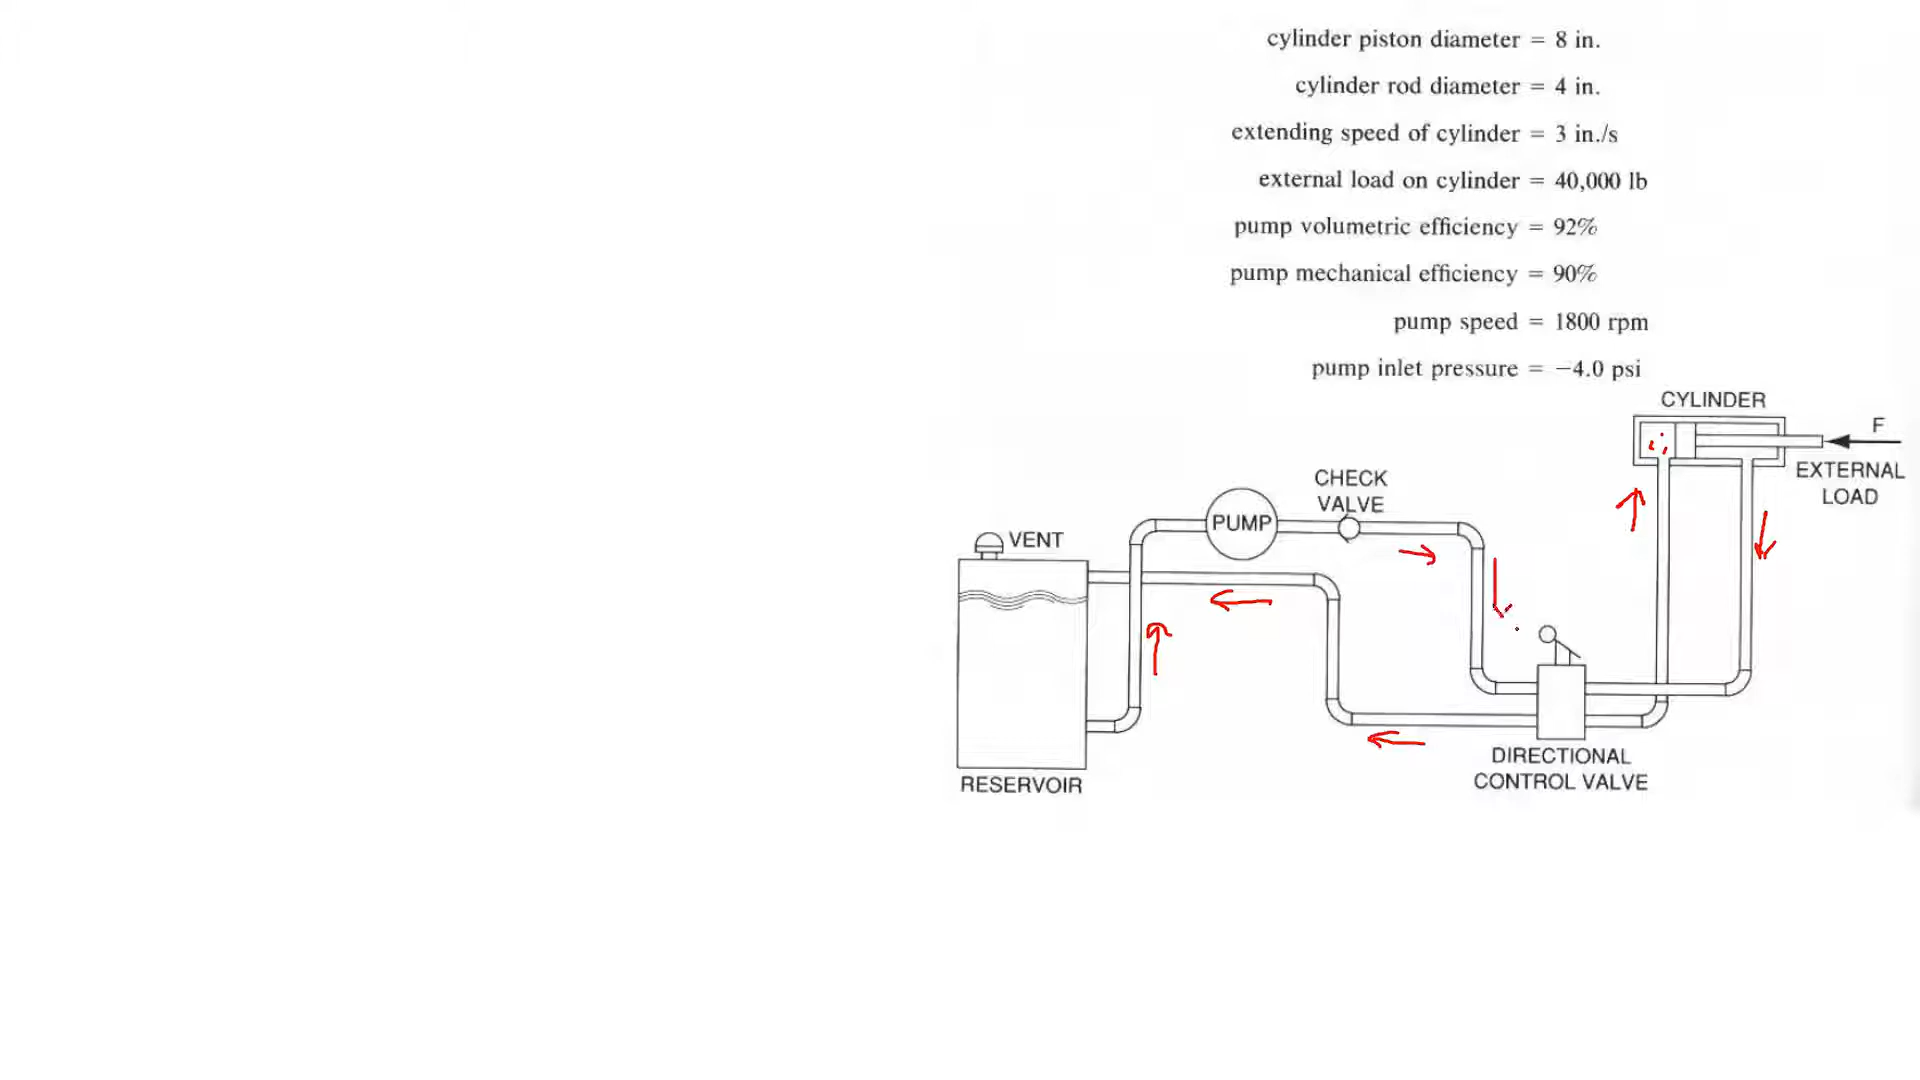 cylinder piston diameter = 8 in.
cylinder rod diameter = 4 in.
extending speed of cylinder = 3 in./s
external load on cylinder = 40,000 lb
pump volumetric efficiency = 92%
pump mechanical efficiency = 90%
pump speed = 1800 rpm
pump inlet pressure = −4.0 psi
CYLINDER
F
EXTERNAL
LOAD
CHECK
VALVE
PUMP
VENT
DIRECTIONAL
CONTROL VALVE
RESERVOIR